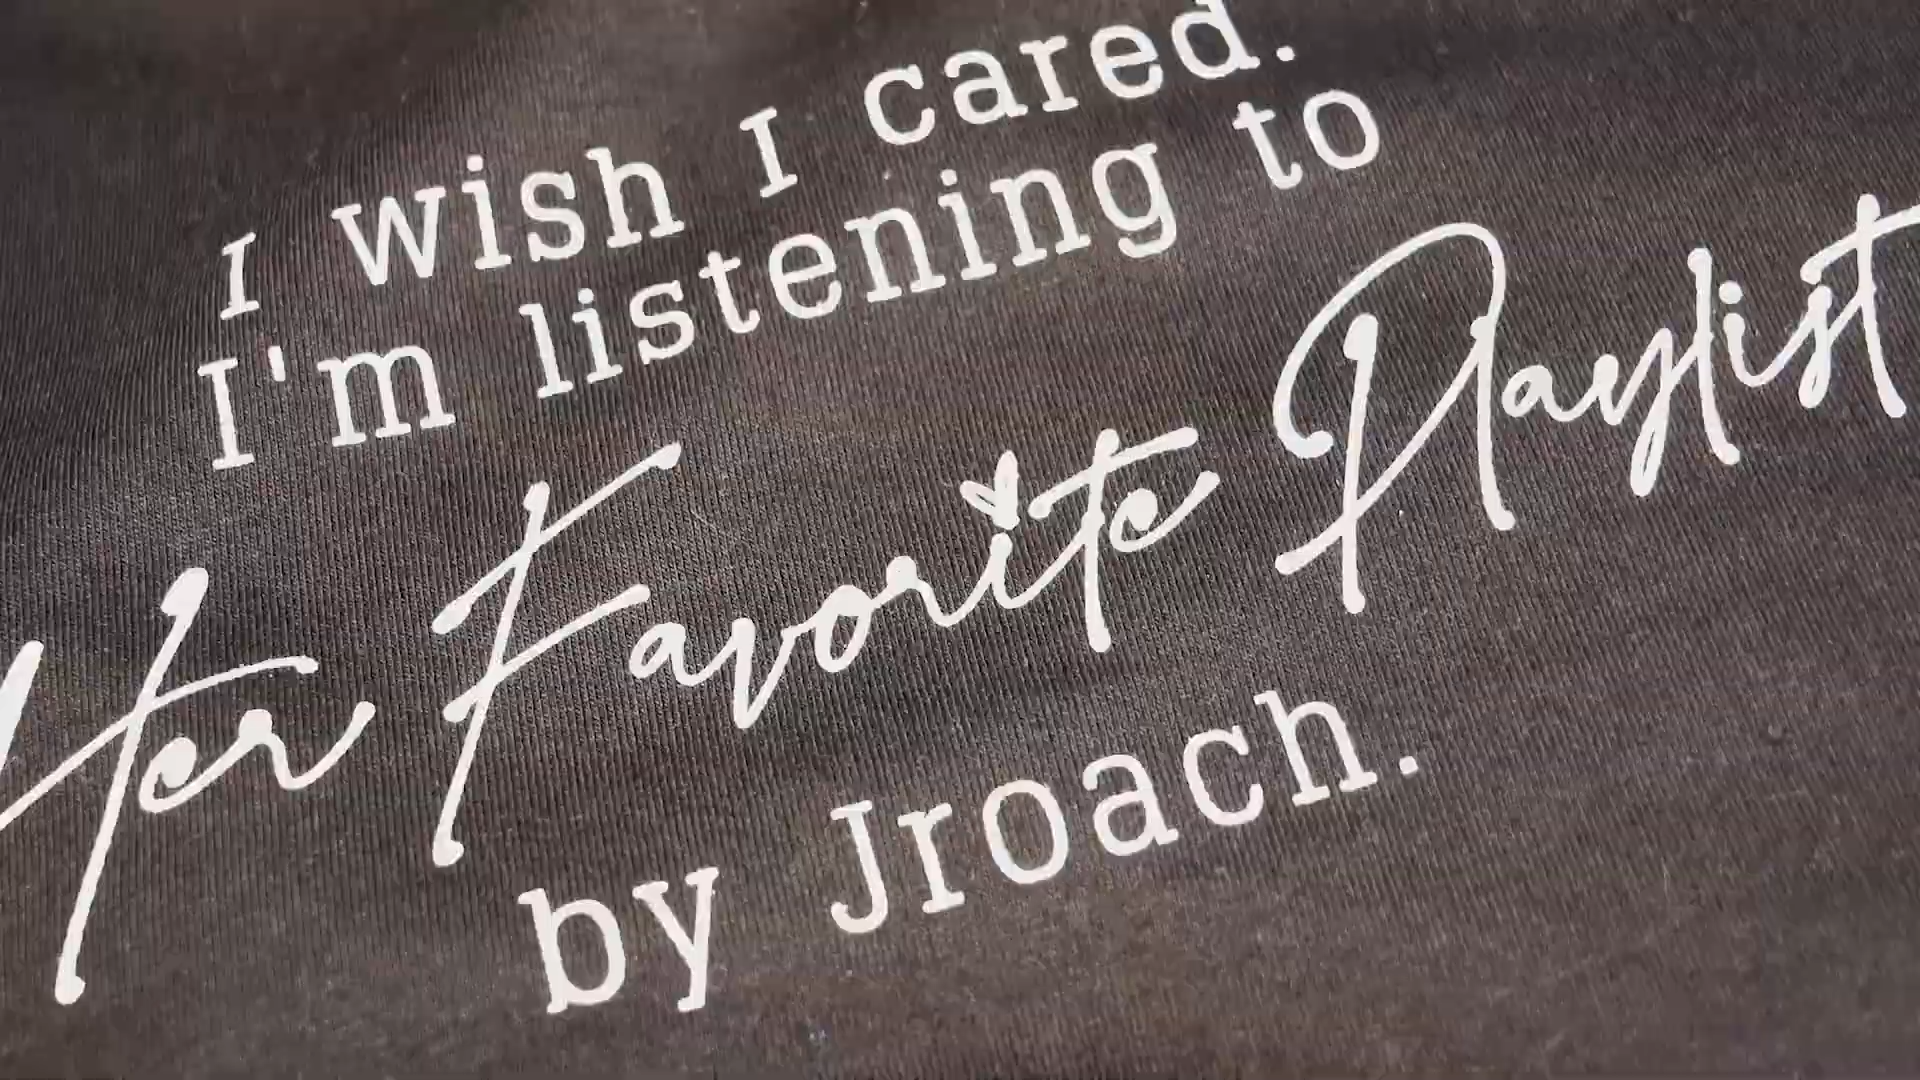 I wish I cared.
I'm listening to
Her Favorite Playlist
by Jroach.